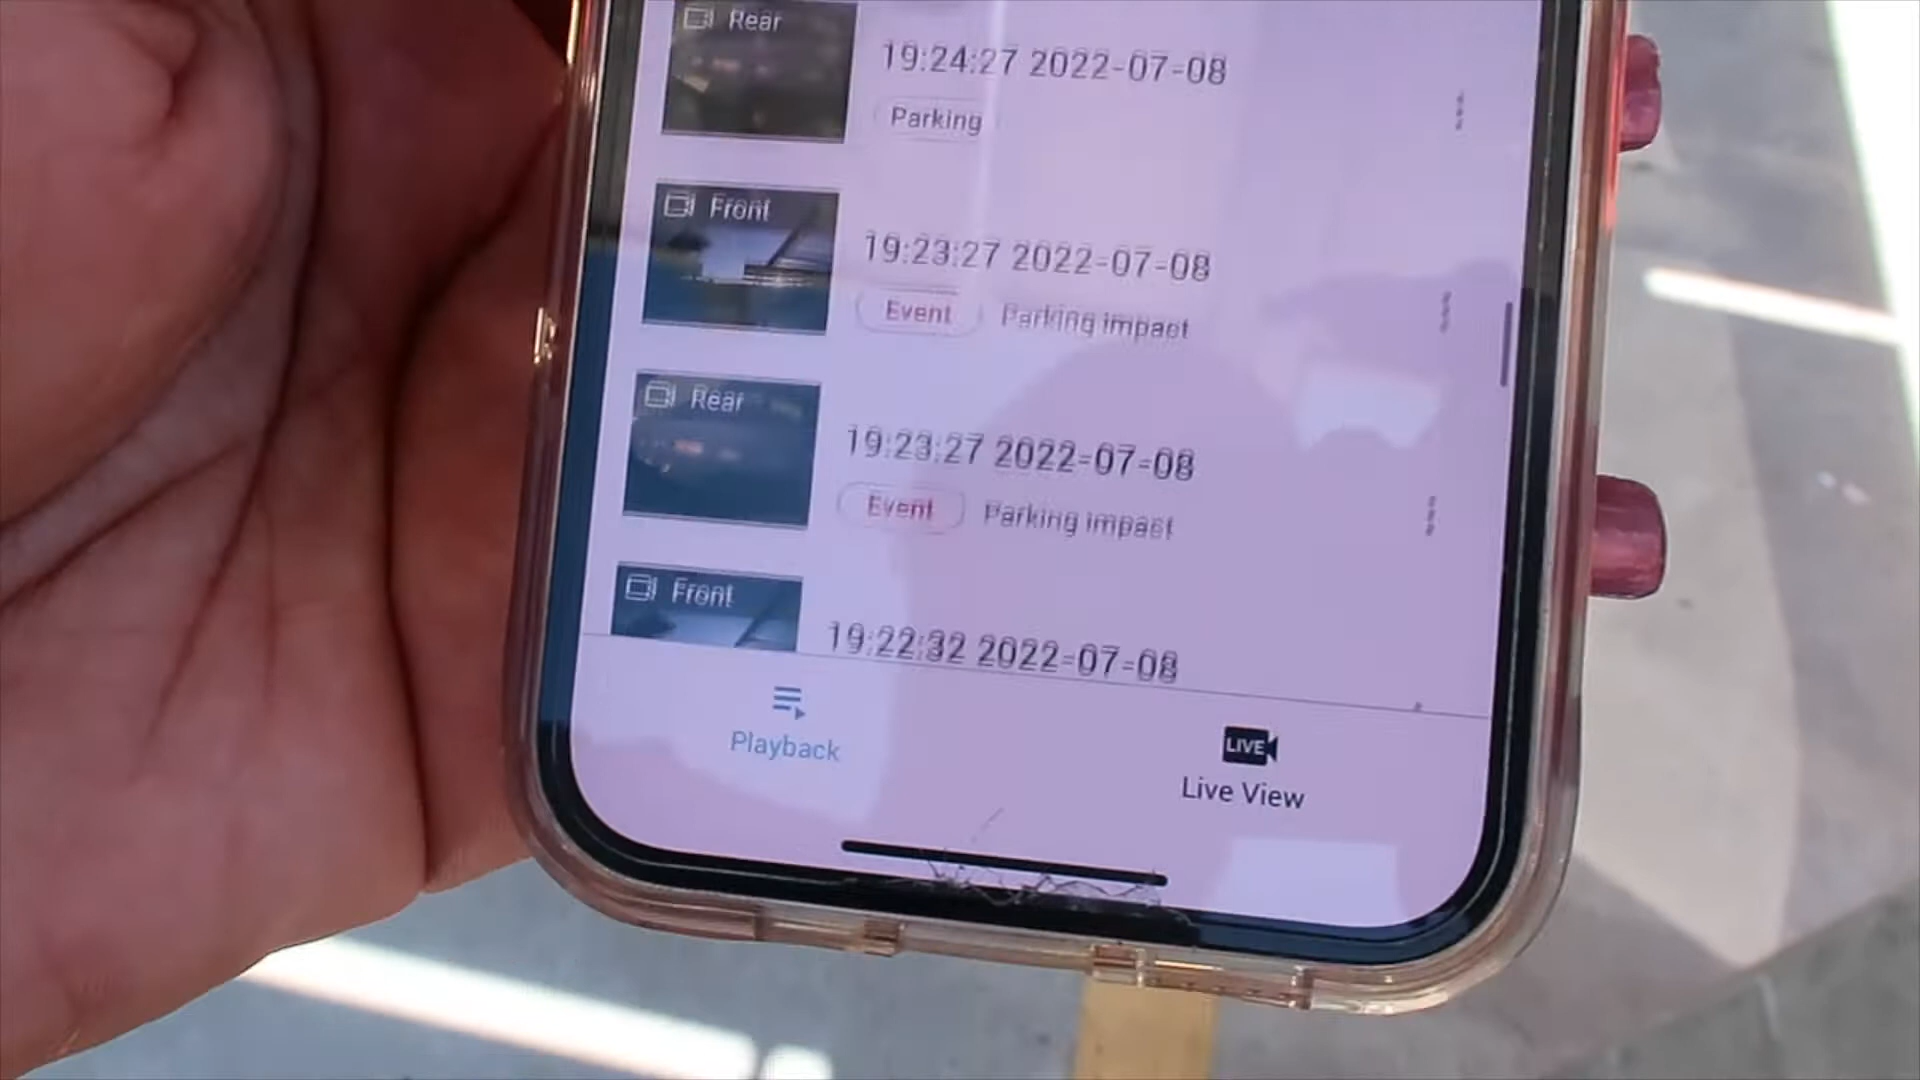 Rear
19:24:27 2022-07-08
Parking
Front
19:23:27 2022-07-08
Event Parking impact
Rear
19:23:27 2022-07-08
Event Parking impact
Front
19:22:32 2022-07-08
Playback
LIVE
Live View